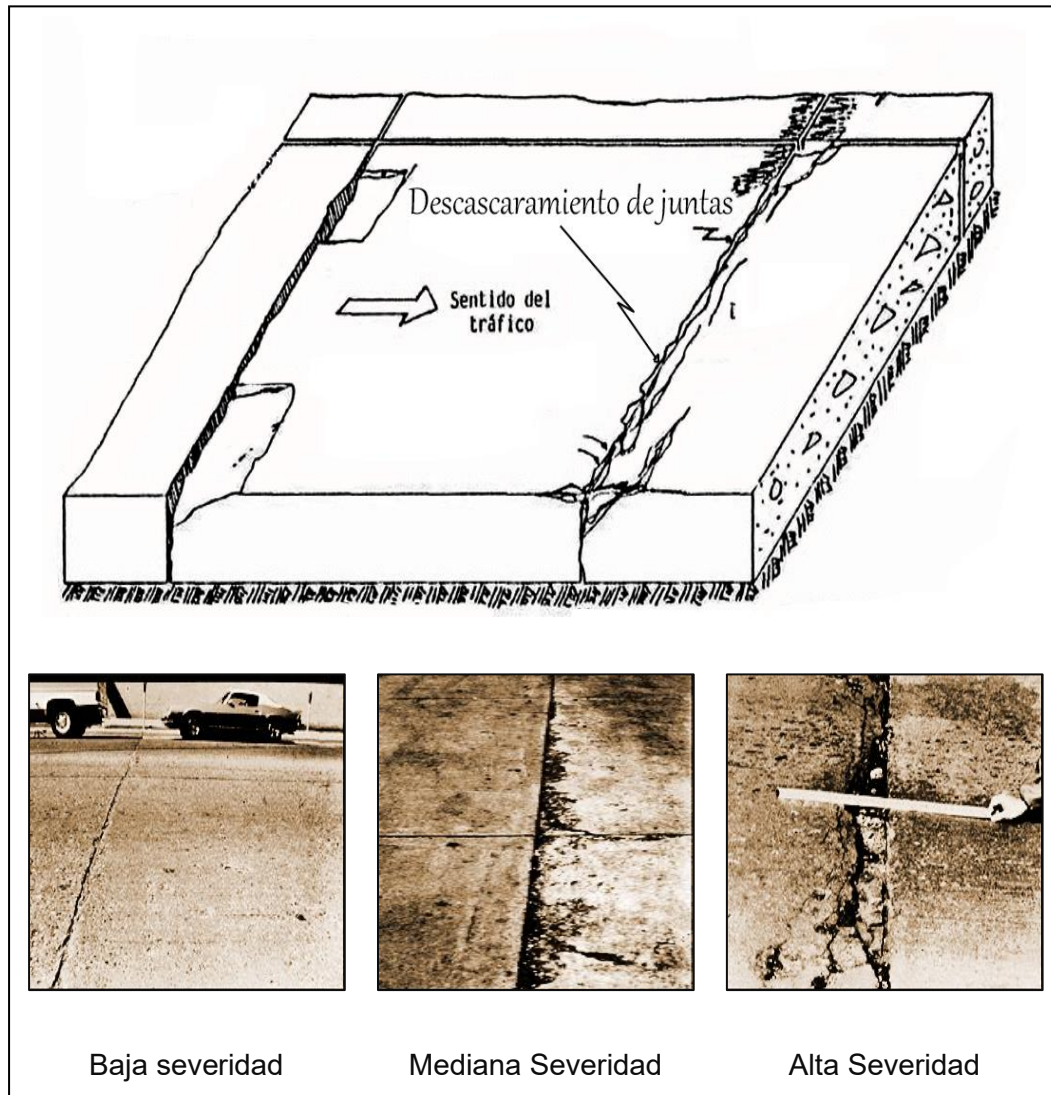 Descascaramiento de juntas
Sentido del
tráfico
Baja severidad
Mediana Severidad
Alta Severidad